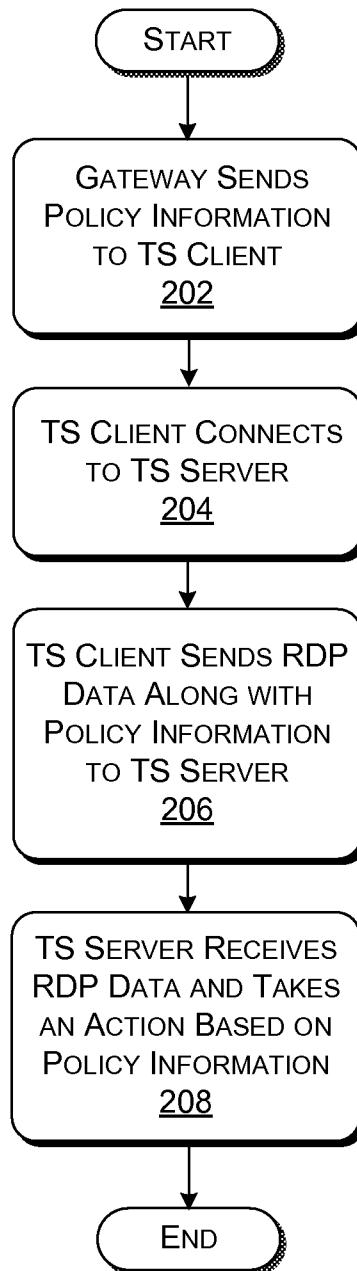 START
GATEWAY SENDS
POLICY INFORMATION
TO TS CLIENT
202
TS CLIENT CONNECTS
TO TS SERVER
204
TS CLIENT SENDS RDP
DATA ALONG WITH
POLICY INFORMATION
TO TS SERVER
206
TS SERVER RECEIVES
RDP DATA AND TAKES
AN ACTION BASED ON
POLICY INFORMATION
208
END